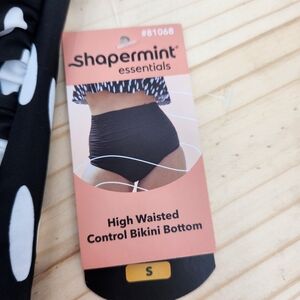 #81068
Shapermint
essentials
High Waisted
Control Bikini Bottom
S